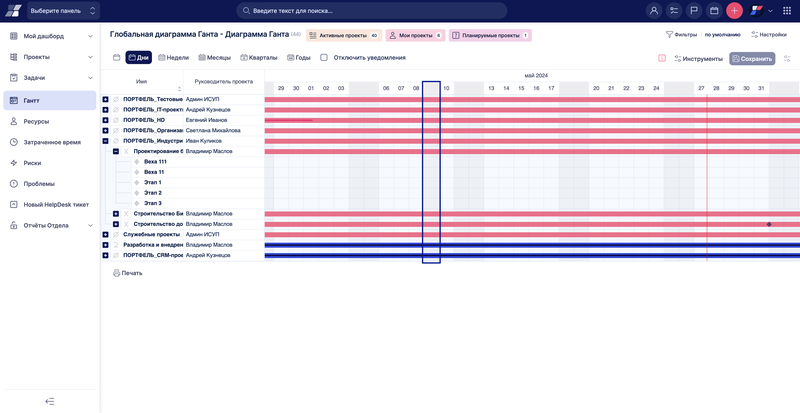 Выберите панель
Введите текст для поиска...
Мой дашборд
Проекты
Задачи
Гантт
Ресурсы
Затраченное время
Риски
Проблемы
Новый HelpDesk тикет
Отчёты Отдела
Глобальная диаграмма Ганта - Диаграмма Ганта (44)
Активные проекты 40
Мои проекты 6
Планируемые проекты 1
Фильтры по умолчанию
Настройки
Дни
Недели
Месяцы
Кварталы
Годы
Отключить уведомления
Инструменты
Сохранить
Имя
Руководитель проекта
май 2024
29 30 01 02 03 06 07 08 10 13 14 15 16 17 20 21 22 23 24 27 28 29 30 31
ПОРТФЕЛЬ_Тестовые Админ ИСУП
ПОРТФЕЛЬ_IT-проект Андрей Кузнецов
ПОРТФЕЛЬ_HD Евгений Иванов
ПОРТФЕЛЬ_Организа Светлана Михайлова
ПОРТФЕЛЬ_Индустри Иван Куликов
Проектирование б Владимир Маслов
Веха 111
Веха 11
Этап 1
Этап 2
Этап 3
Строительство Би Владимир Маслов
Строительство до Владимир Маслов
Служебные проекты Админ ИСУП
Разработка и внедрен Владимир Маслов
ПОРТФЕЛЬ_CRM-прое Андрей Кузнецов
Печать